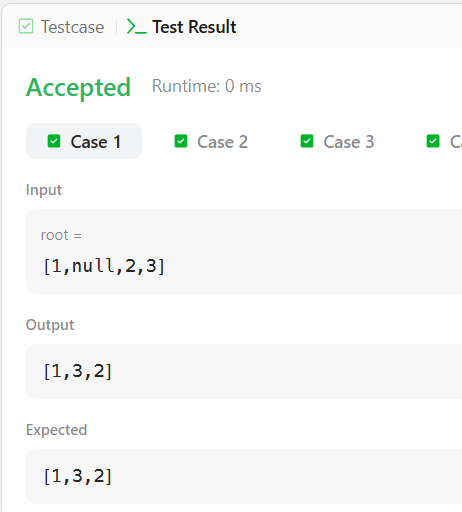 Testcase
Test Result
Accepted
Runtime: 0 ms
Case 1
Case 2
Case 3
Input
root =
[1,null,2,3]
Output
[1,3,2]
Expected
[1,3,2]